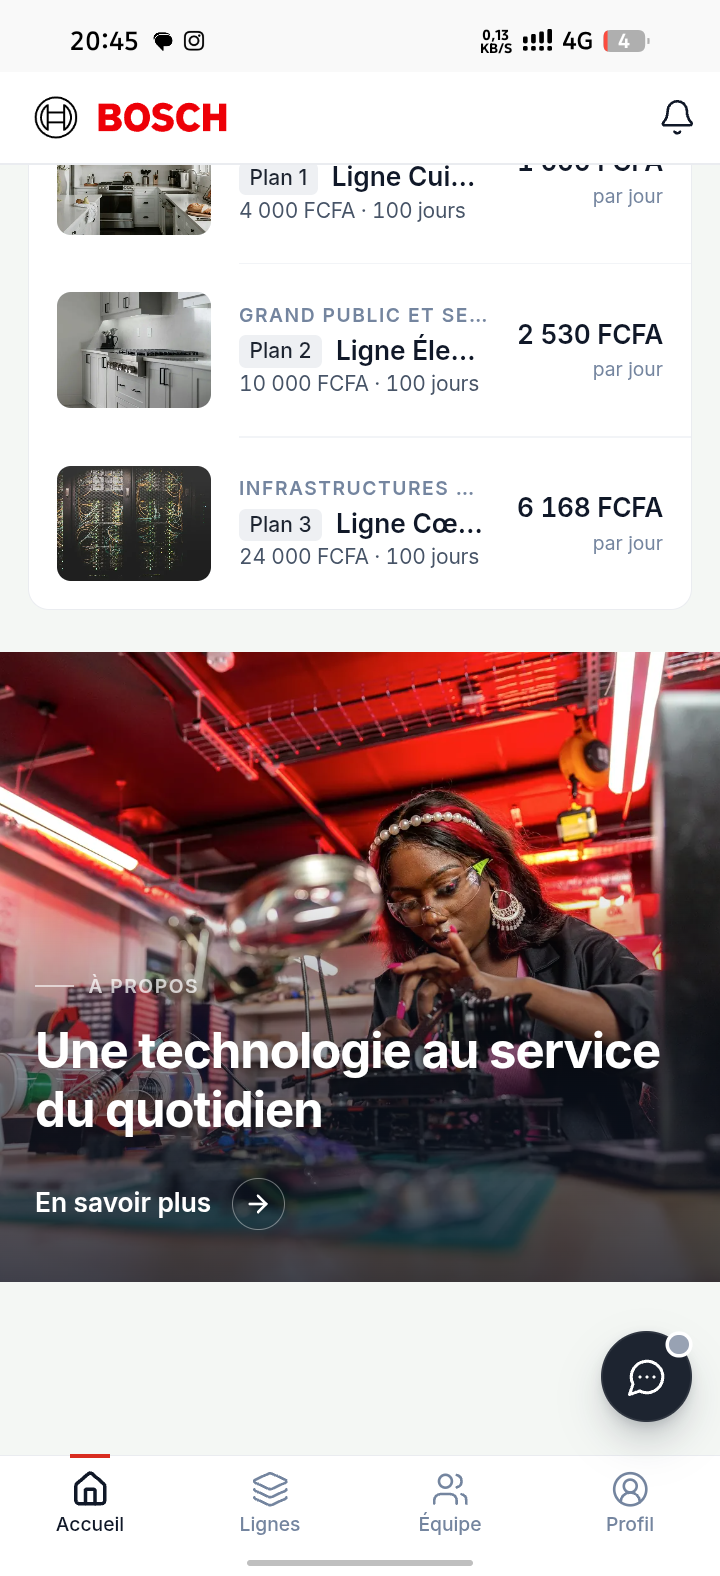 20:45
0,13
KB/S
4G
4
BOSCH
Plan 1 Ligne Cui...
1 000 FCFA
4 000 FCFA · 100 jours
par jour
GRAND PUBLIC ET SE...
Plan 2 Ligne Éle...
2 530 FCFA
10 000 FCFA · 100 jours
par jour
INFRASTRUCTURES ...
Plan 3 Ligne Cœ...
6 168 FCFA
24 000 FCFA · 100 jours
par jour
À PROPOS
Une technologie au service
du quotidien
En savoir plus
Accueil
Lignes
Équipe
Profil